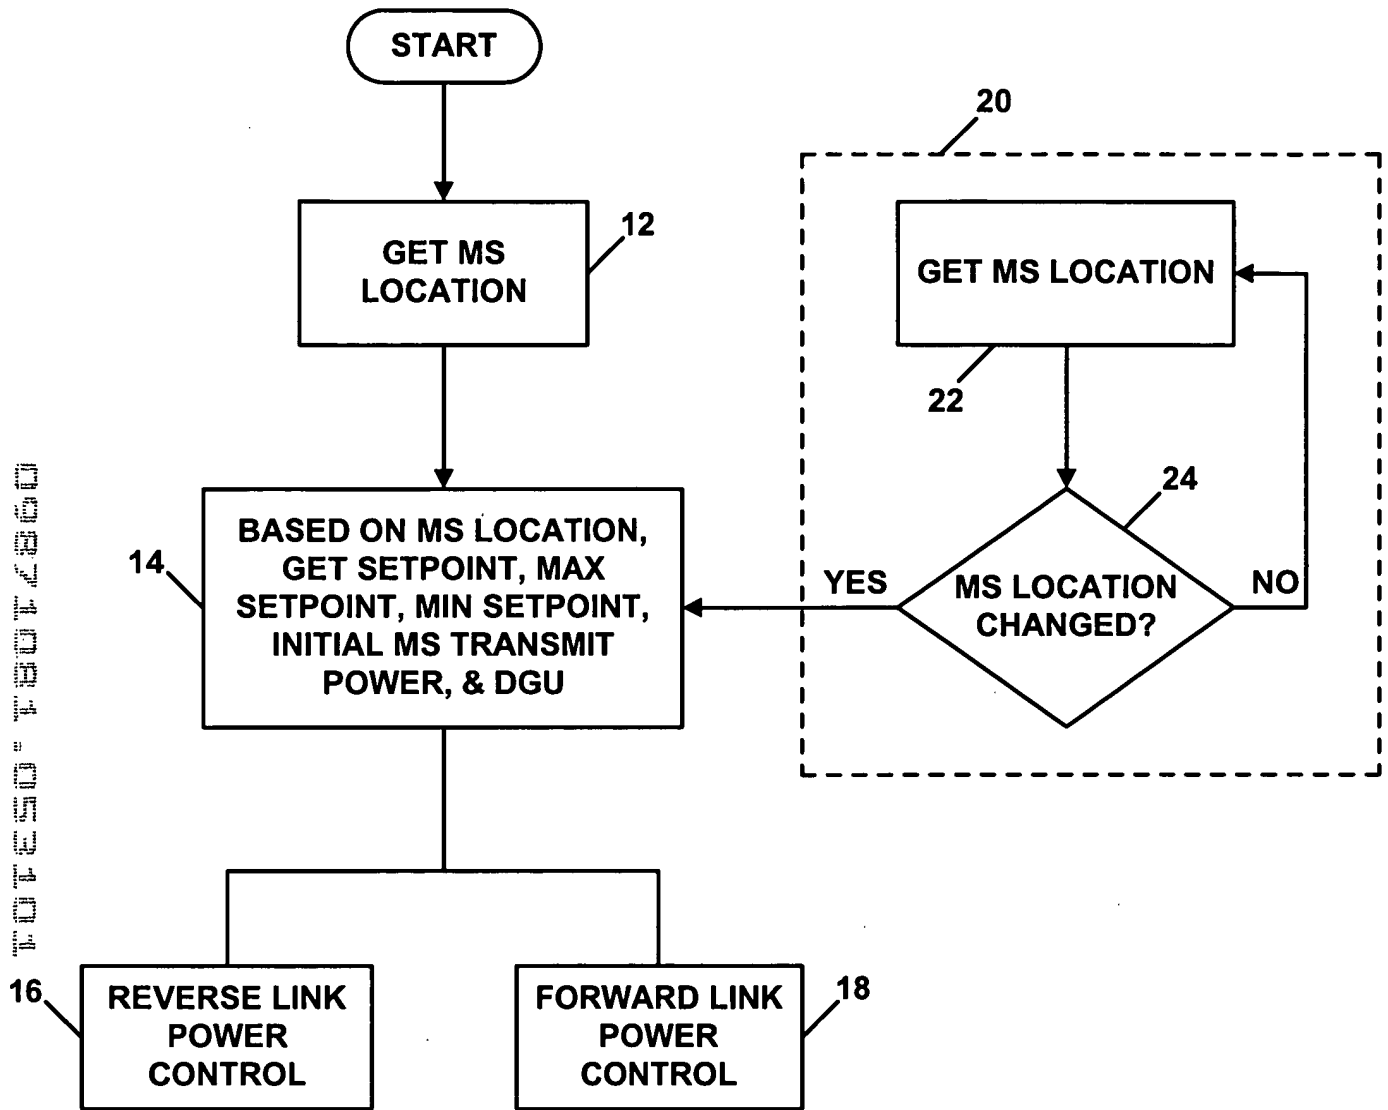 START
20
GET MS
LOCATION
12
GET MS LOCATION
22
24
MS LOCATION
CHANGED?
YES
NO
14
BASED ON MS LOCATION,
GET SETPOINT, MAX
SETPOINT, MIN SETPOINT,
INITIAL MS TRANSMIT
POWER, & DGU
16
REVERSE LINK
POWER
CONTROL
FORWARD LINK
POWER
CONTROL
18
09871081.053101